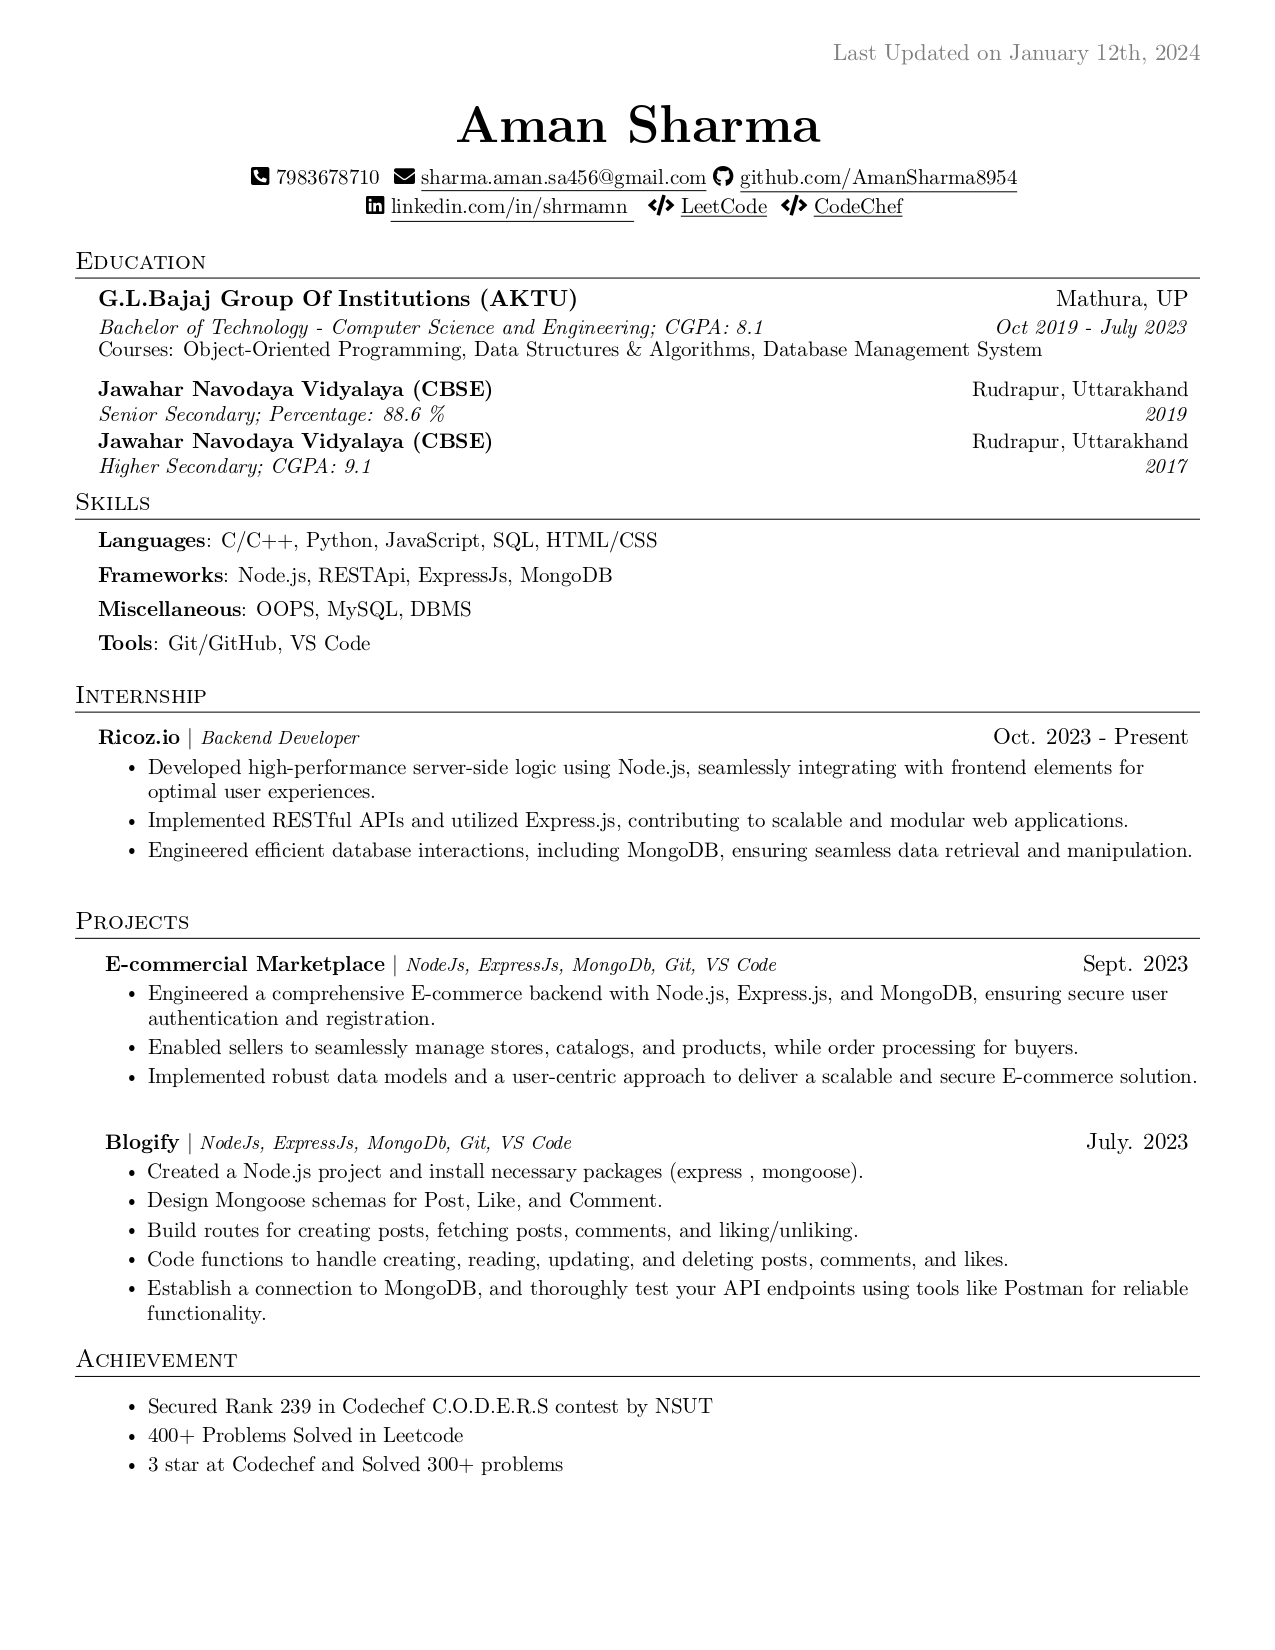 Last Updated on January 12th, 2024
Aman Sharma
7983678710 sharma.aman.sa456@gmail.com github.com/AmanSharma8954
linkedin.com/in/shrmamn LeetCode CodeChef
Education
G.L.Bajaj Group Of Institutions (AKTU) Mathura, UP
Bachelor of Technology - Computer Science and Engineering; CGPA: 8.1 Oct 2019 - July 2023
Courses: Object-Oriented Programming, Data Structures & Algorithms, Database Management System
Jawahar Navodaya Vidyalaya (CBSE) Rudrapur, Uttarakhand
Senior Secondary; Percentage: 88.6 % 2019
Jawahar Navodaya Vidyalaya (CBSE) Rudrapur, Uttarakhand
Higher Secondary; CGPA: 9.1 2017
Skills
Languages: C/C++, Python, JavaScript, SQL, HTML/CSS
Frameworks: Node.js, RESTApi, ExpressJs, MongoDB
Miscellaneous: OOPS, MySQL, DBMS
Tools: Git/GitHub, VS Code
Internship
Ricoz.io | Backend Developer Oct. 2023 - Present
• Developed high-performance server-side logic using Node.js, seamlessly integrating with frontend elements for
optimal user experiences.
• Implemented RESTful APIs and utilized Express.js, contributing to scalable and modular web applications.
• Engineered efficient database interactions, including MongoDB, ensuring seamless data retrieval and manipulation.
Projects
E-commercial Marketplace | NodeJs, ExpressJs, MongoDb, Git, VS Code Sept. 2023
• Engineered a comprehensive E-commerce backend with Node.js, Express.js, and MongoDB, ensuring secure user
authentication and registration.
• Enabled sellers to seamlessly manage stores, catalogs, and products, while order processing for buyers.
• Implemented robust data models and a user-centric approach to deliver a scalable and secure E-commerce solution.
Blogify | NodeJs, ExpressJs, MongoDb, Git, VS Code July. 2023
• Created a Node.js project and install necessary packages (express , mongoose).
• Design Mongoose schemas for Post, Like, and Comment.
• Build routes for creating posts, fetching posts, comments, and liking/unliking.
• Code functions to handle creating, reading, updating, and deleting posts, comments, and likes.
• Establish a connection to MongoDB, and thoroughly test your API endpoints using tools like Postman for reliable
functionality.
Achievement
• Secured Rank 239 in Codechef C.O.D.E.R.S contest by NSUT
• 400+ Problems Solved in Leetcode
• 3 star at Codechef and Solved 300+ problems